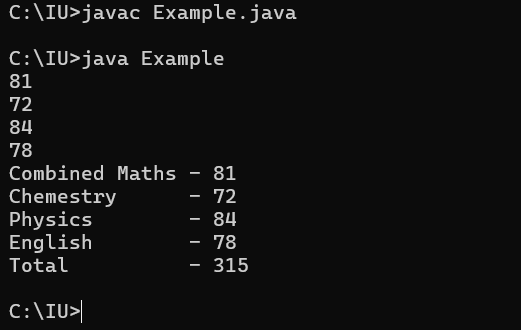 C:\IU>javac Example.java
C:\IU>java Example
81
72
84
78
Combined Maths - 81
Chemestry      - 72
Physics        - 84
English        - 78
Total          - 315
C:\IU>